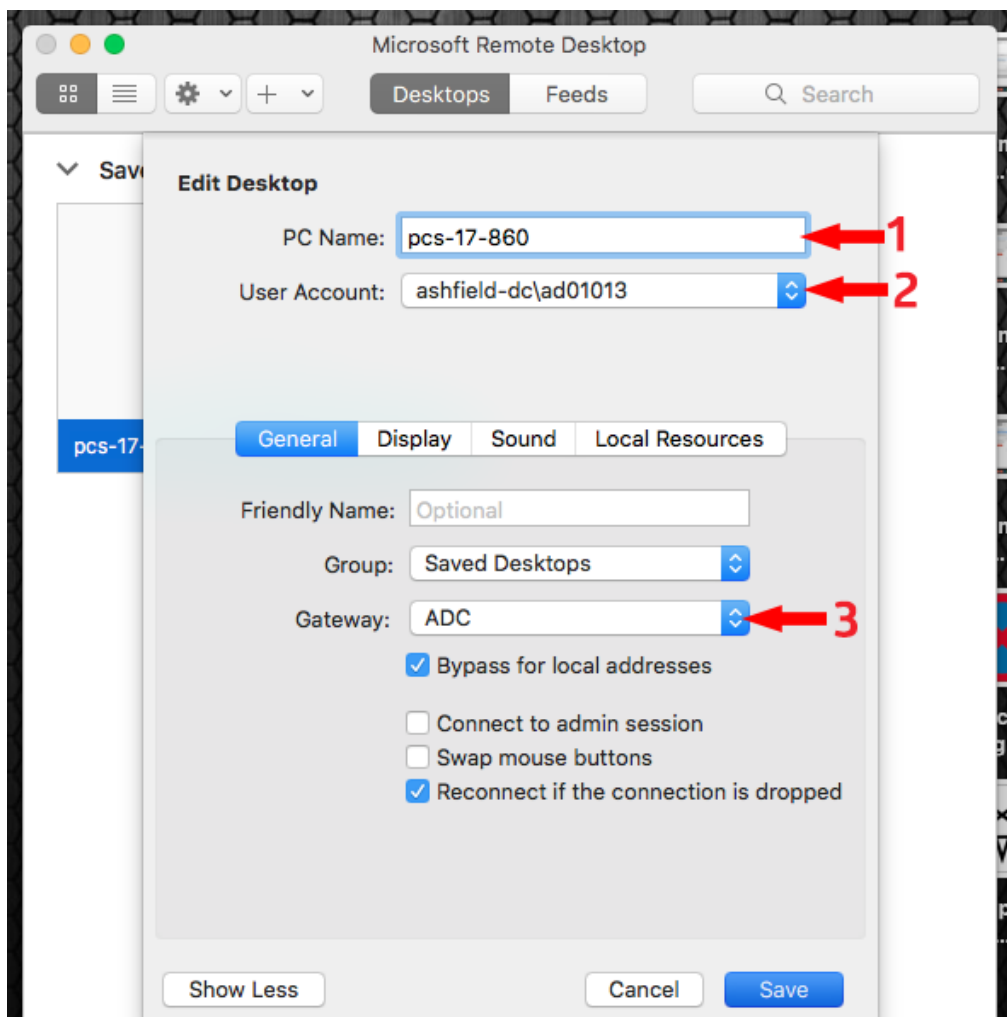 Microsoft Remote Desktop
Desktops Feeds Search
Edit Desktop
PC Name: pcs-17-860 1
User Account: ashfield-dc\ad01013 2
pcs-17-
General Display Sound Local Resources
Friendly Name: Optional
Group: Saved Desktops
Gateway: ADC 3
Bypass for local addresses
Connect to admin session
Swap mouse buttons
Reconnect if the connection is dropped
Show Less Cancel Save